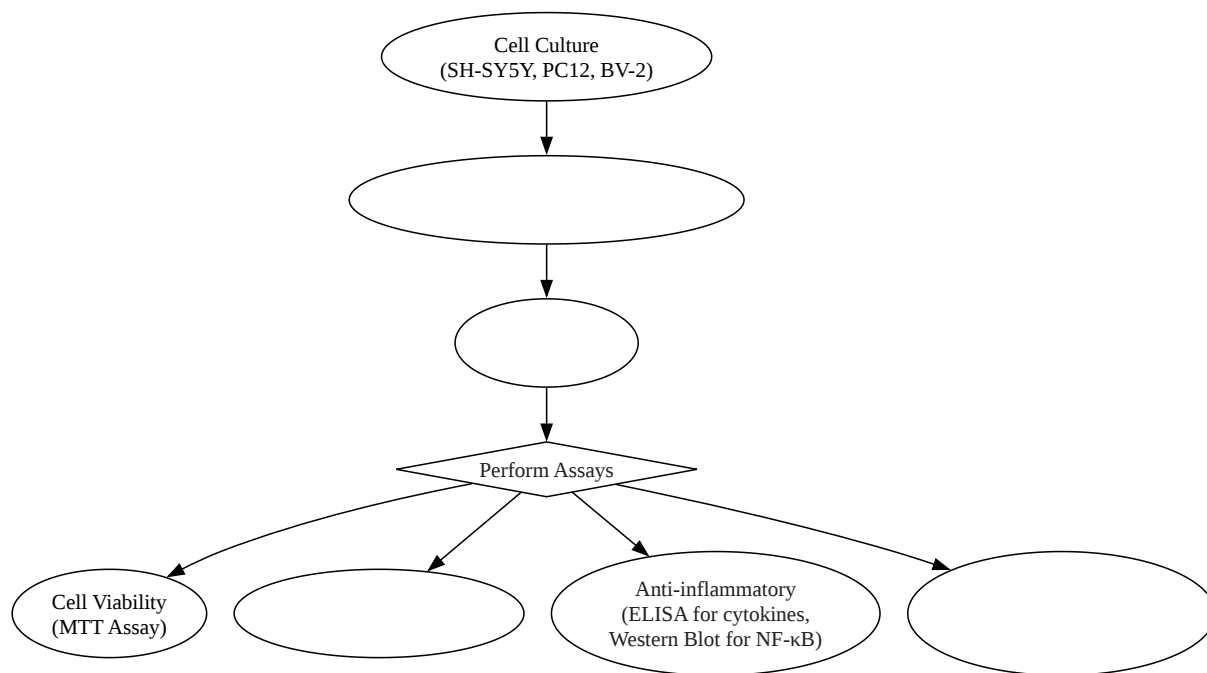 Cell Culture
(SH-SY5Y, PC12, BV-2)
Perform Assays
Cell Viability
(MTT Assay)
Anti-inflammatory
(ELISA for cytokines,
Western Blot for NF-κB)